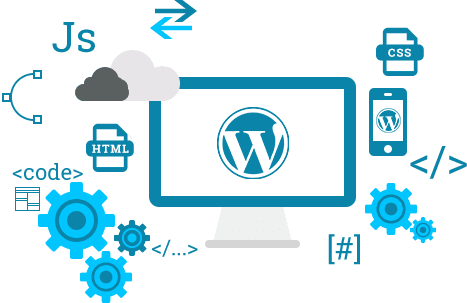 Js
CSS
HTML
W
W
</>
<code>
</...>
[#]